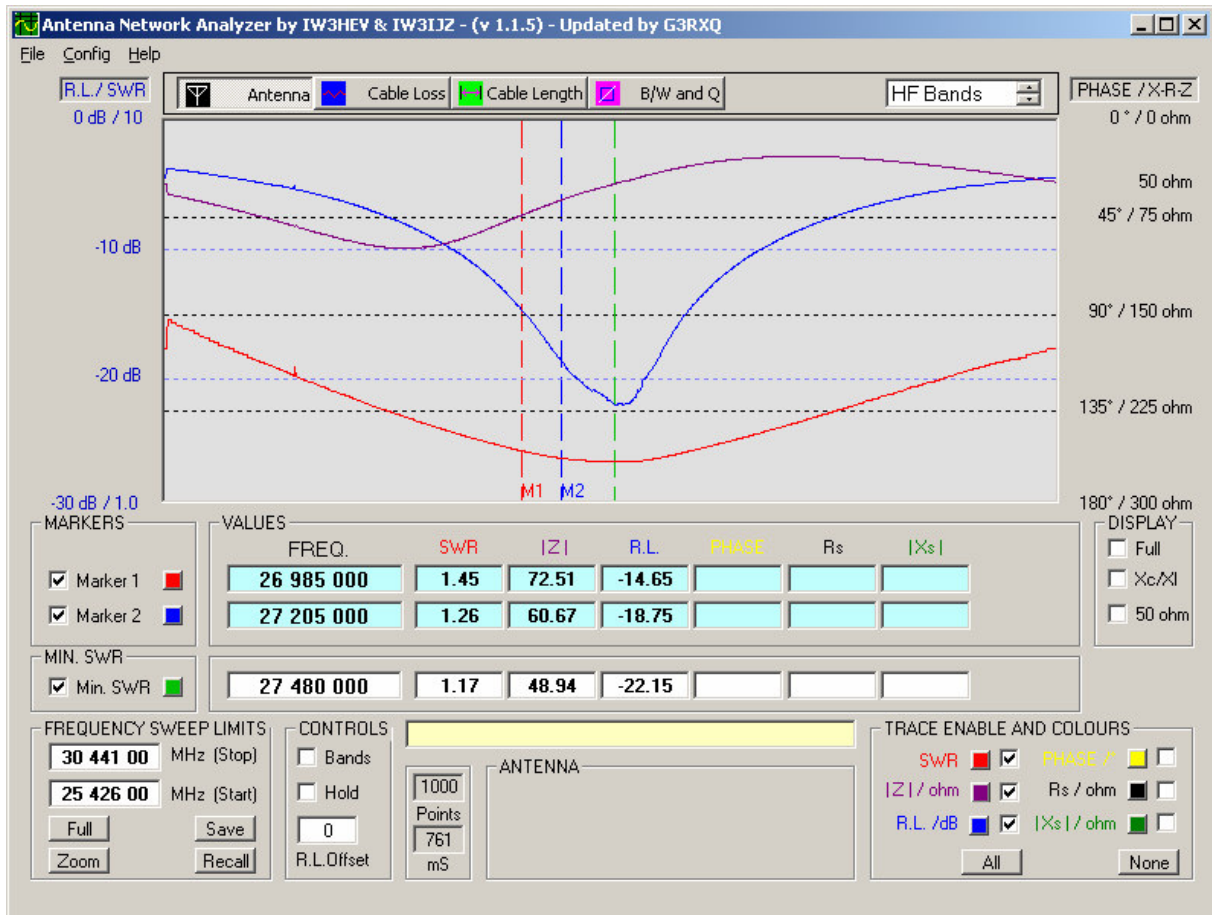 Antenna Network Analyzer by IW3HEV & IW3IJZ - (v 1.1.5) - Updated by G3RXQ
File Config Help
R.L./ SWR
Antenna Cable Loss Cable Length B/W and Q
HF Bands
PHASE / X-R-Z
0 dB / 10
0 ° / 0 ohm
50 ohm
45° / 75 ohm
-10 dB
90° / 150 ohm
-20 dB
135° / 225 ohm
M1 M2
-30 dB / 1.0
180° / 300 ohm
MARKERS
VALUES
DISPLAY
FREQ. SWR |Z| R.L. PHASE Rs |Xs|
Full
Marker 1 26 985 000 1.45 72.51 -14.65
Xc/Xl
Marker 2 27 205 000 1.26 60.67 -18.75
50 ohm
MIN. SWR
Min. SWR 27 480 000 1.17 48.94 -22.15
FREQUENCY SWEEP LIMITS
30 441 00 MHz (Stop)
25 426 00 MHz (Start)
Full Save
Zoom Recall
CONTROLS
Bands
Hold
0
R.L.Offset
1000
Points
761
mS
ANTENNA
TRACE ENABLE AND COLOURS
SWR PHASE /°
|Z| / ohm Rs / ohm
R.L. /dB |Xs| / ohm
All None